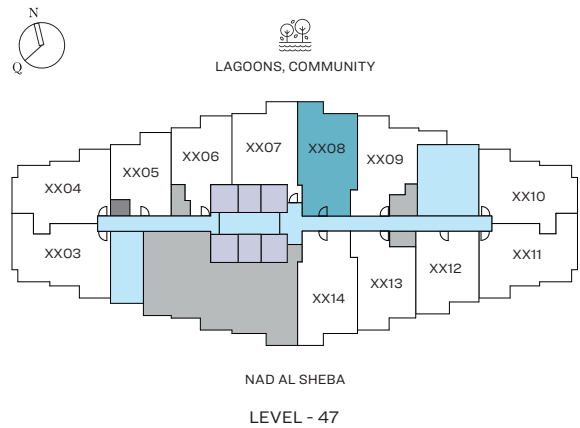 N
Q
LAGOONS, COMMUNITY
XX04
XX05
XX06
XX07
XX08
XX09
XX10
XX03
XX14
XX13
XX12
XX11
NAD AL SHEBA
LEVEL - 47